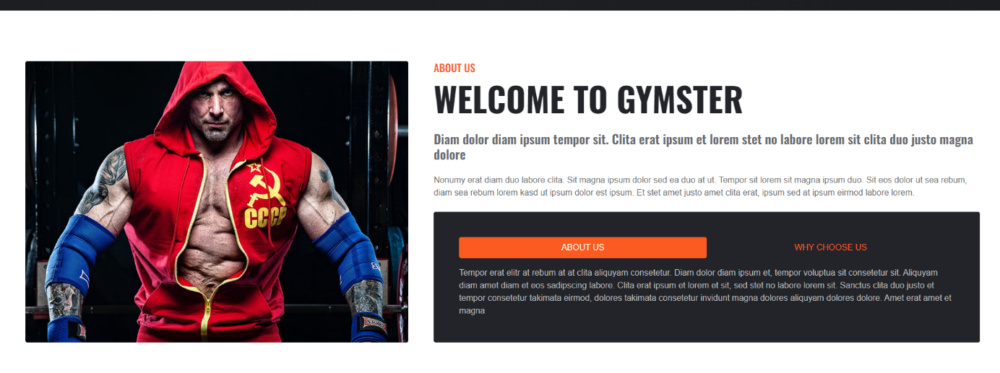 ABOUT US
WELCOME TO GYMSTER
Diam dolor diam ipsum tempor sit. Clita erat ipsum et lorem stet no labore lorem sit clita duo justo magna
dolore
Nonumy erat diam duo labore clita. Sit magna ipsum dolor sed ea duo at ut. Tempor sit lorem sit magna ipsum duo. Sit eos dolor ut sea rebum,
diam sea rebum lorem kasd ut ipsum dolor est ipsum. Et stet amet justo amet clita erat, ipsum sed at ipsum eirmod labore lorem.
СССР
ABOUT US
WHY CHOOSE US
Tempor erat elitr at rebum at at clita aliquyam consetetur. Diam dolor diam ipsum et, tempor voluptua sit consetetur sit. Aliquyam
diam amet diam et eos sadipscing labore. Clita erat ipsum et lorem et sit, sed stet no labore lorem sit. Sanctus clita duo justo et
tempor consetetur takimata eirmod, dolores takimata consetetur invidunt magna dolores aliquyam dolores dolore. Amet erat amet et
magna